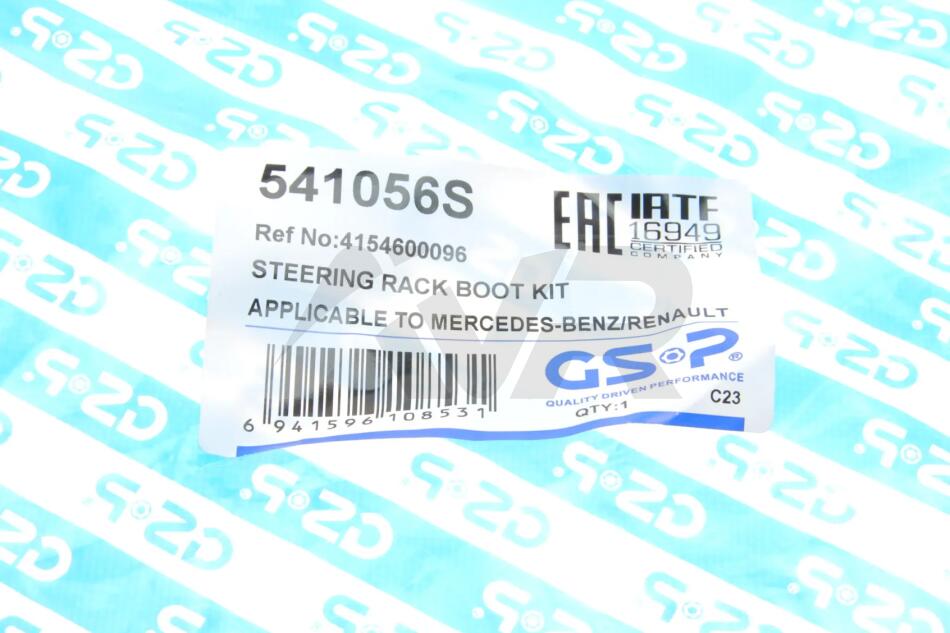 541056S
EAC
IATF
16949
CERTIFIED
COMPANY
Ref No:4154600096
STEERING RACK BOOT KIT
APPLICABLE TO MERCEDES-BENZ/RENAULT
GSP®
QUALITY DRIVEN PERFORMANCE
QTY:1
C23
6 941596 108531